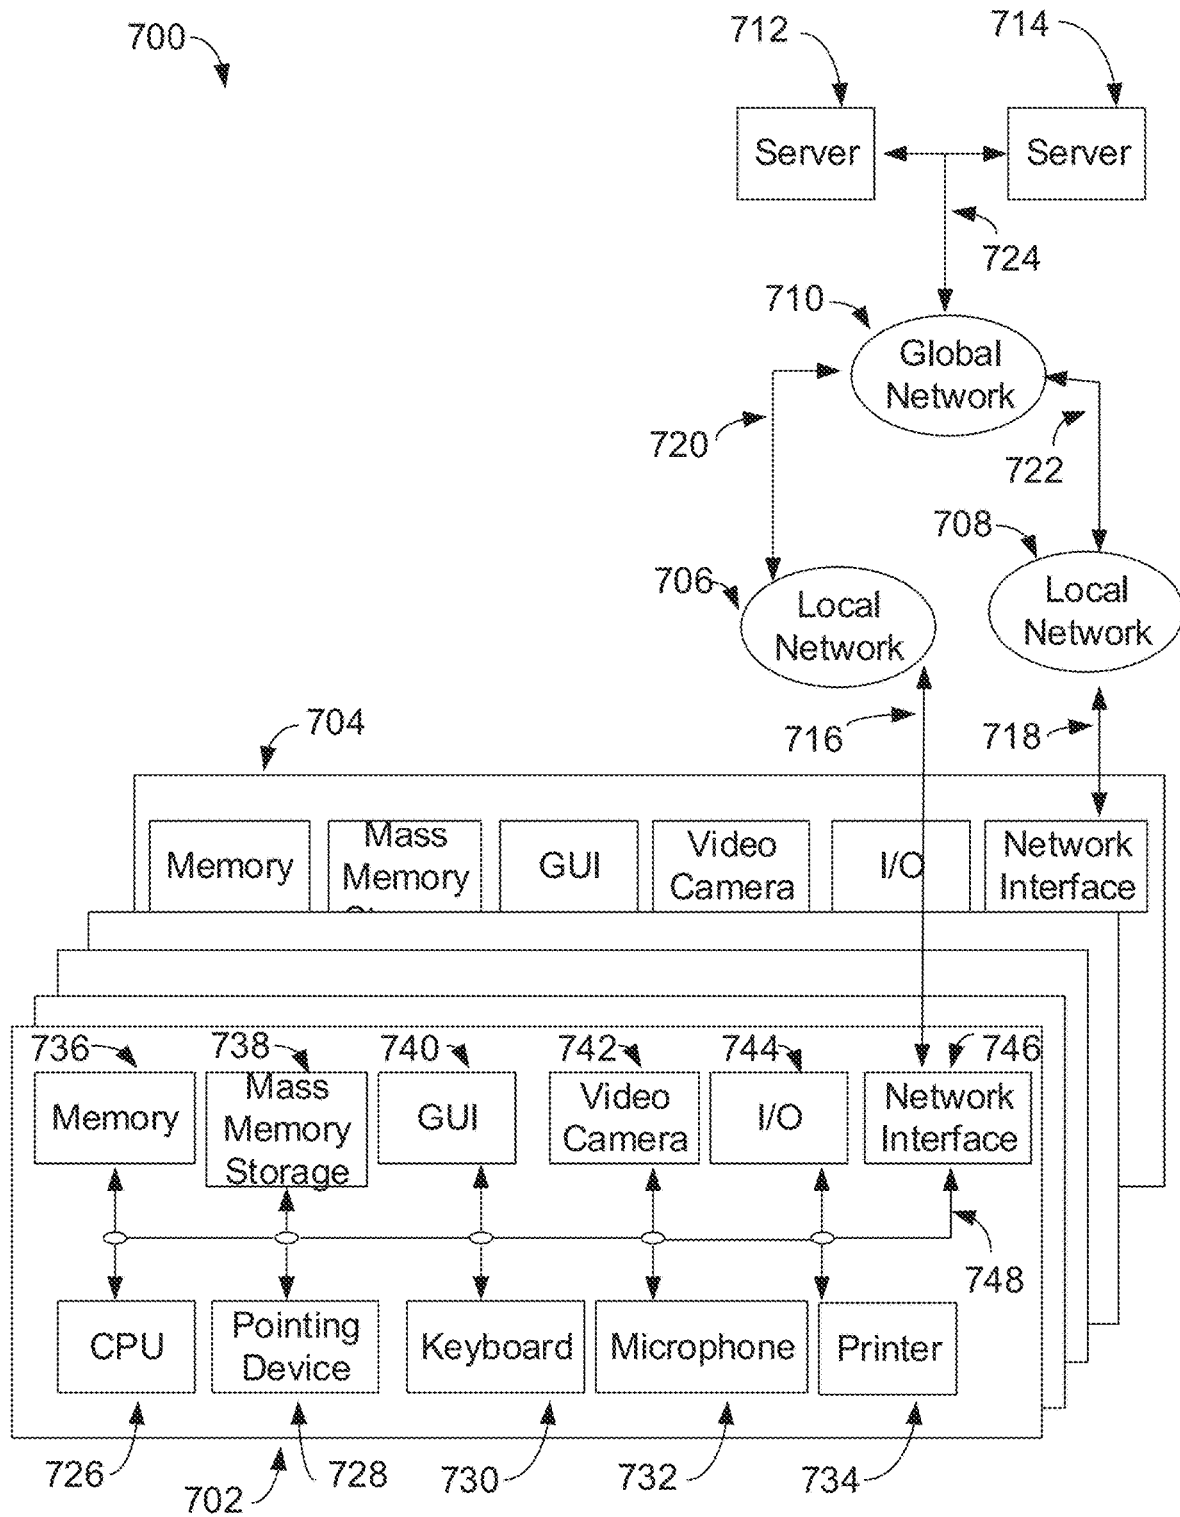 700
712
714
Server
Server
724
710
Global
Network
720
722
708
706
Local
Network
Local
Network
704
716
718
Memory
Mass
Memory
GUI
Video
Camera
I/O
Network
Interface
736
738
740
742
744
746
Memory
Mass
Memory
Storage
GUI
Video
Camera
I/O
Network
Interface
748
CPU
Pointing
Device
Keyboard
Microphone
Printer
726
702
728
730
732
734